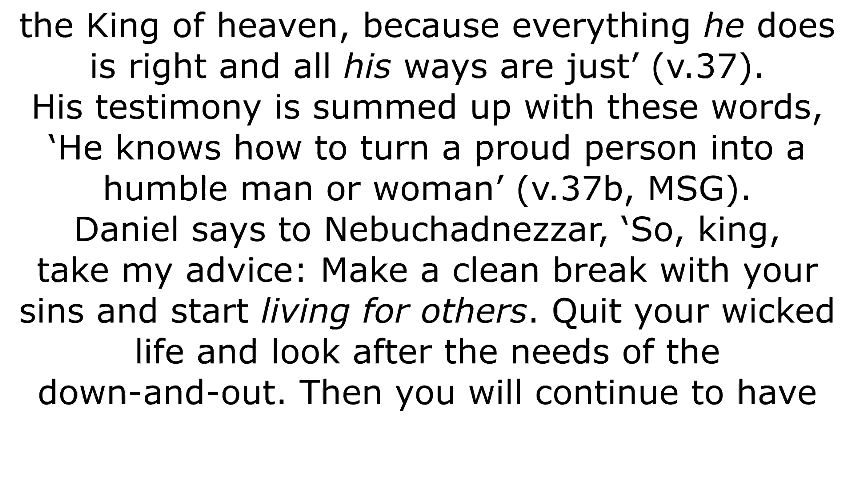 the King of heaven, because everything he does
is right and all his ways are just’ (v.37).
His testimony is summed up with these words,
‘He knows how to turn a proud person into a
humble man or woman’ (v.37b, MSG).
Daniel says to Nebuchadnezzar, ‘So, king,
take my advice: Make a clean break with your
sins and start living for others. Quit your wicked
life and look after the needs of the
down-and-out. Then you will continue to have